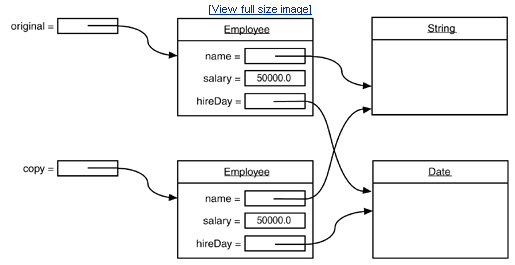 [View full size image]
original =
Employee
String
name =
salary = 50000.0
hireDay =
copy =
Employee
Date
name =
salary = 50000.0
hireDay =